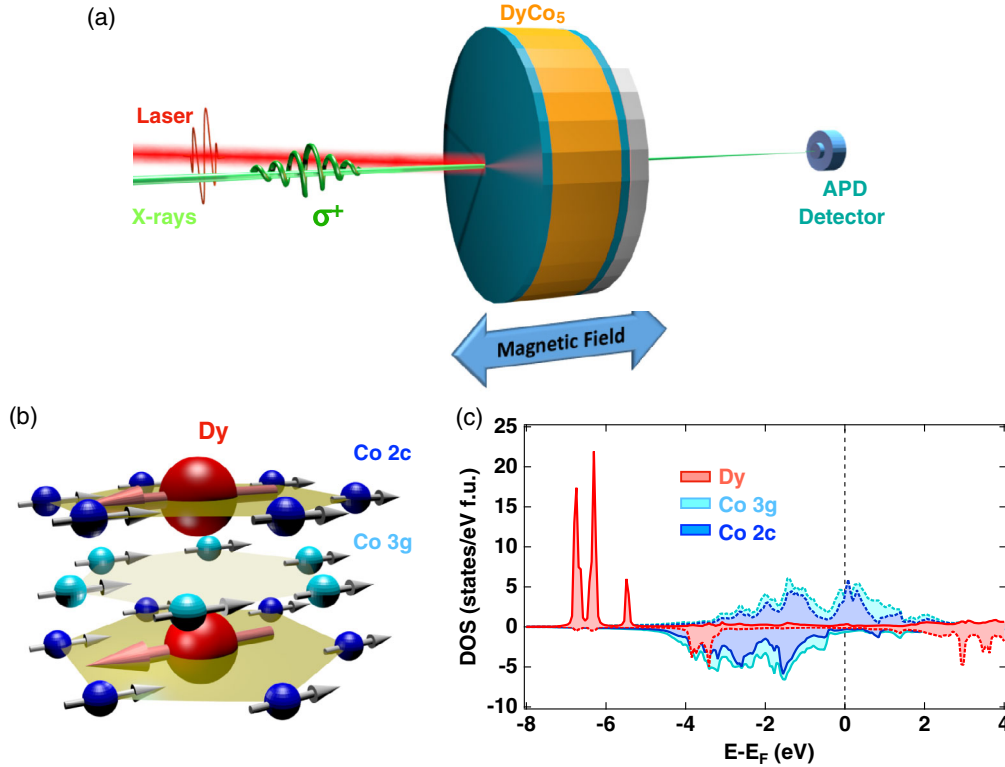 (a)
DyCo₅
Laser
X-rays
σ⁺
APD
Detector
Magnetic Field
(b)
Dy
Co 2c
Co 3g
(c)
DOS (states/eV f.u.)
25
20
15
10
5
0
-5
-10
Dy
Co 3g
Co 2c
-8 -6 -4 -2 0 2 4
E-E_F (eV)